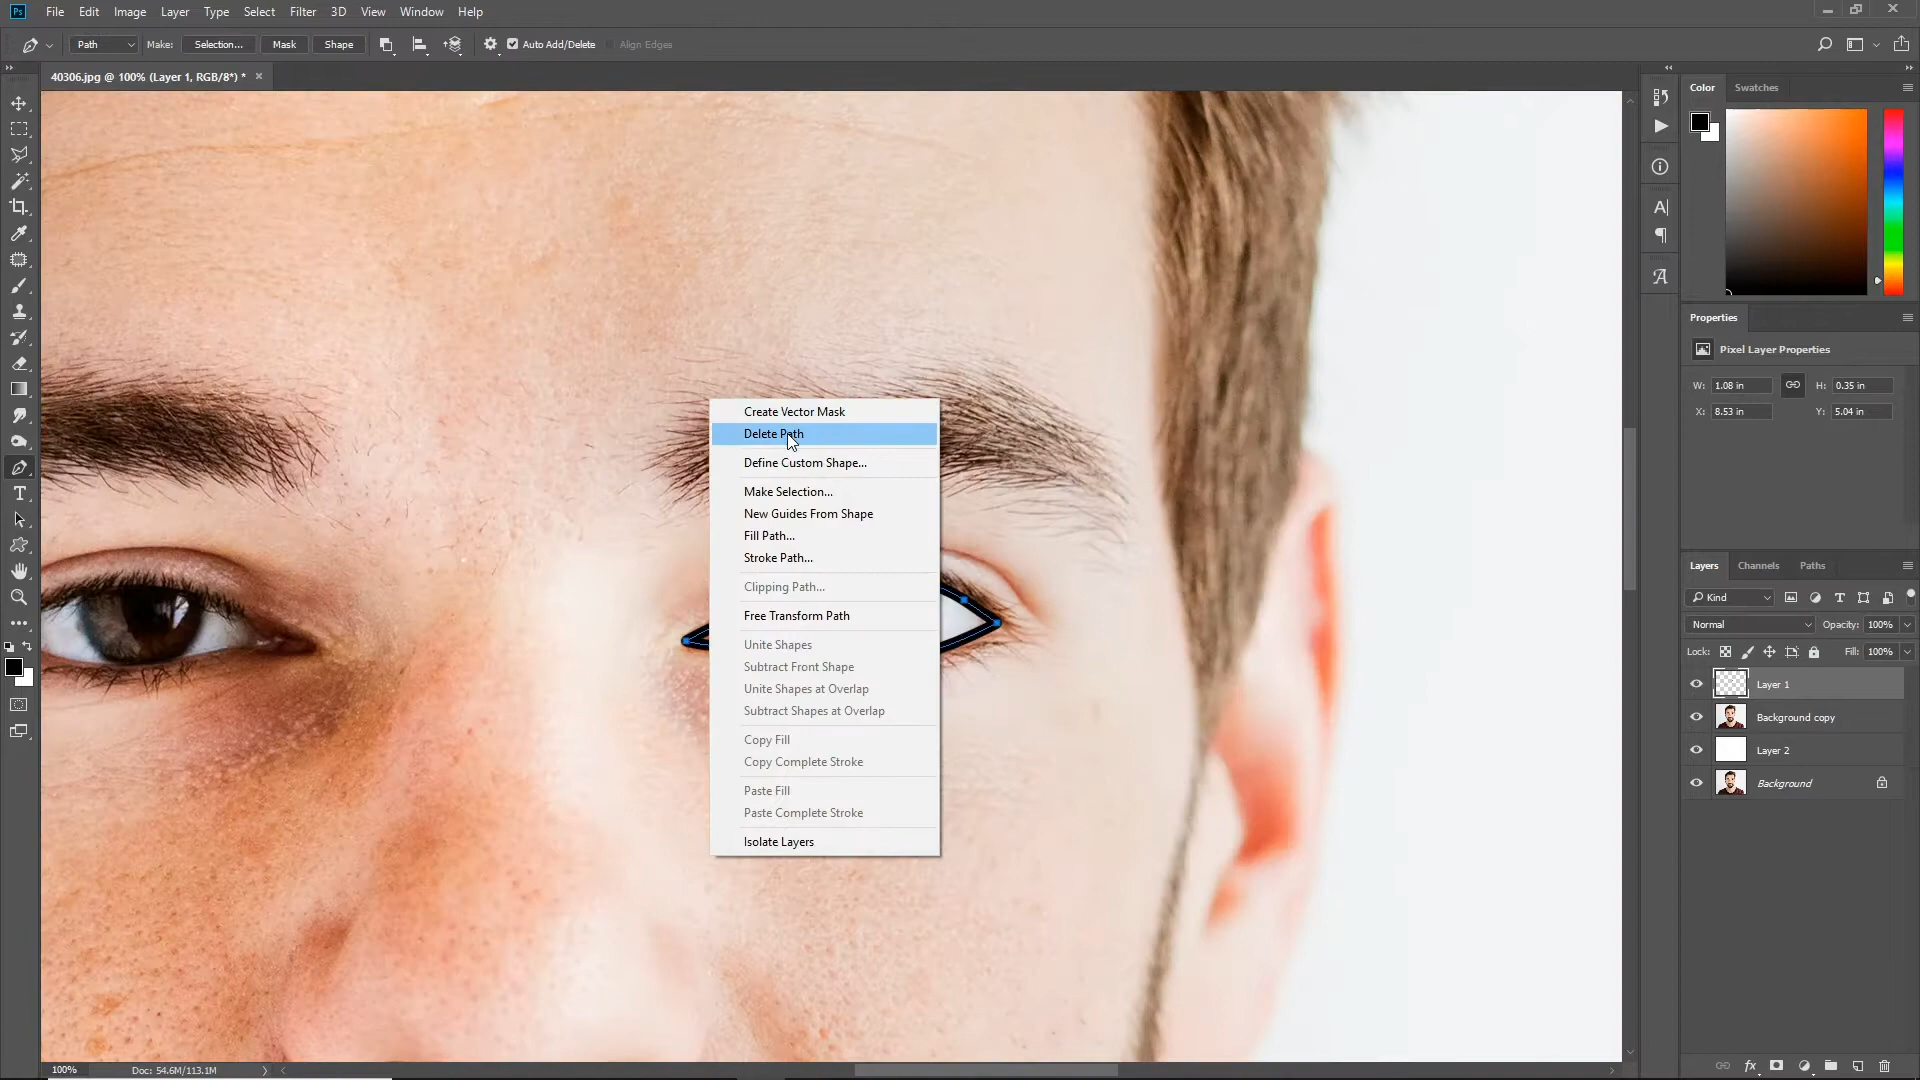 Ps File Edit Image Layer Type Select Filter 3D View Window Help
Path Make: Selection... Mask Shape Auto Add/Delete Align Edges
40306.jpg @ 100% (Layer 1, RGB/8*) * ×
Color Swatches
Properties
Pixel Layer Properties
W: 1.08 in H: 0.35 in
X: 8.53 in Y: 5.04 in
Create Vector Mask
Delete Path
Define Custom Shape...
Make Selection...
New Guides From Shape
Fill Path...
Stroke Path...
Clipping Path...
Free Transform Path
Unite Shapes
Subtract Front Shape
Unite Shapes at Overlap
Subtract Shapes at Overlap
Copy Fill
Copy Complete Stroke
Paste Fill
Paste Complete Stroke
Isolate Layers
Layers Channels Paths
Kind
Normal Opacity: 100%
Lock: Fill: 100%
Layer 1
Background copy
Layer 2
Background
100% Doc: 54.6M/113.1M